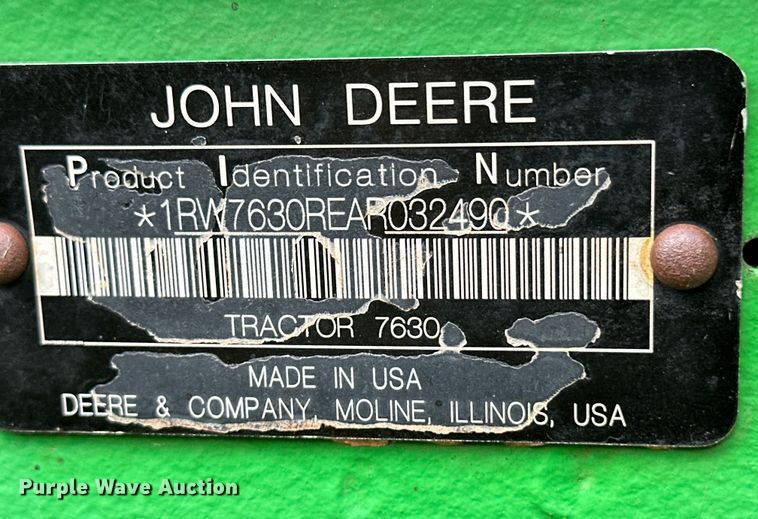 JOHN DEERE
Product Identification Number
*1RW7630REAR032490*
TRACTOR 7630
MADE IN USA
DEERE & COMPANY, MOLINE, ILLINOIS, USA
Purple Wave Auction